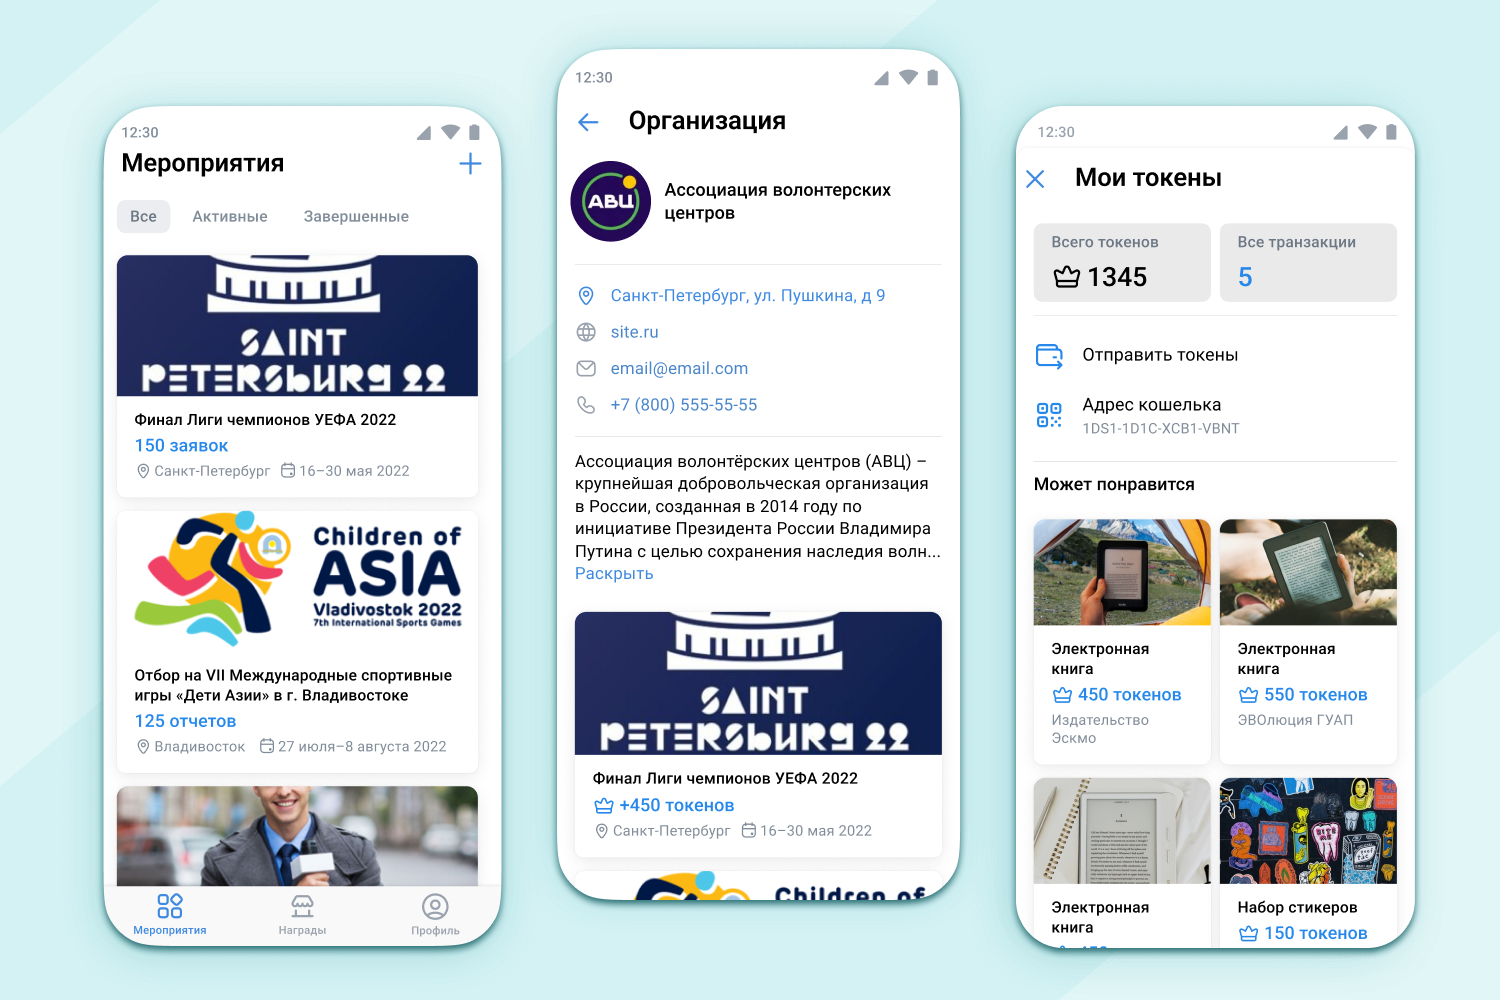 12:30
Мероприятия
Все Активные Завершенные
SAINT
PETERSBURG 22
Финал Лиги чемпионов УЕФА 2022
150 заявок
Санкт-Петербург 16–30 мая 2022
Children of
ASIA
Vladivostok 2022
7th International Sports Games
Отбор на VII Международные спортивные
игры «Дети Азии» в г. Владивостоке
125 отчетов
Владивосток 27 июля–8 августа 2022
Мероприятия Награды Профиль
12:30
Организация
АВЦ
Ассоциация волонтерских
центров
Санкт-Петербург, ул. Пушкина, д 9
site.ru
email@email.com
+7 (800) 555-55-55
Ассоциация волонтёрских центров (АВЦ) –
крупнейшая добровольческая организация
в России, созданная в 2014 году по
инициативе Президента России Владимира
Путина с целью сохранения наследия волн...
Раскрыть
SAINT
PETERSBURG 22
Финал Лиги чемпионов УЕФА 2022
+450 токенов
Санкт-Петербург 16–30 мая 2022
Children of
12:30
Мои токены
Всего токенов
1345
Все транзакции
5
Отправить токены
Адрес кошелька
1DS1-1D1C-XCB1-VBNT
Может понравится
Электронная
книга
450 токенов
Издательство
Эскмо
Электронная
книга
550 токенов
ЭВОлюция ГУАП
Электронная
книга
BITE
ME
Набор стикеров
150 токенов